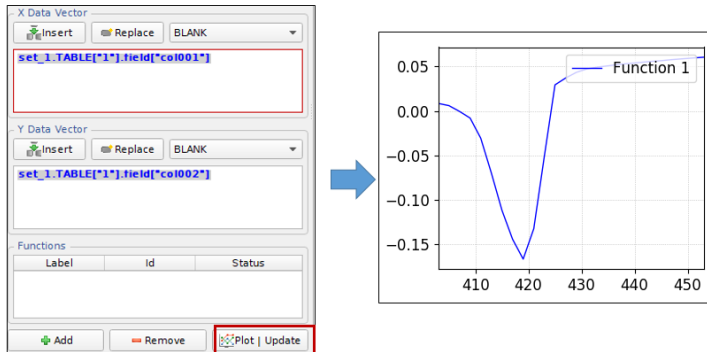 X Data Vector
Insert Replace BLANK
set_1.TABLE["1"].field["col001"]
Y Data Vector
Insert Replace BLANK
set_1.TABLE["1"].field["col002"]
Functions
Label Id Status
Add Remove Plot | Update
Function 1
0.05
0.00
−0.05
−0.10
−0.15
410 420 430 440 450